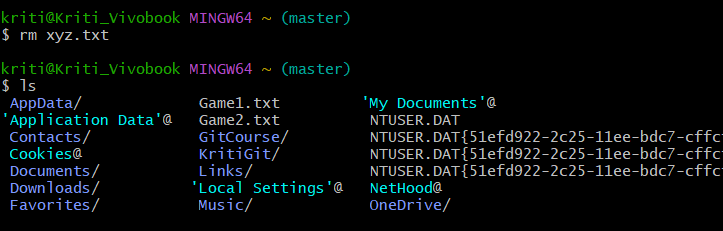 kriti@Kriti_Vivobook MINGW64 ~ (master)
$ rm xyz.txt
kriti@Kriti_Vivobook MINGW64 ~ (master)
$ ls
AppData/ Game1.txt 'My Documents'@
'Application Data'@ Game2.txt NTUSER.DAT
Contacts/ GitCourse/ NTUSER.DAT{51efd922-2c25-11ee-bdc7-cffc
Cookies@ KritiGit/ NTUSER.DAT{51efd922-2c25-11ee-bdc7-cffc
Documents/ Links/ NTUSER.DAT{51efd922-2c25-11ee-bdc7-cffc
Downloads/ 'Local Settings'@ NetHood@
Favorites/ Music/ OneDrive/